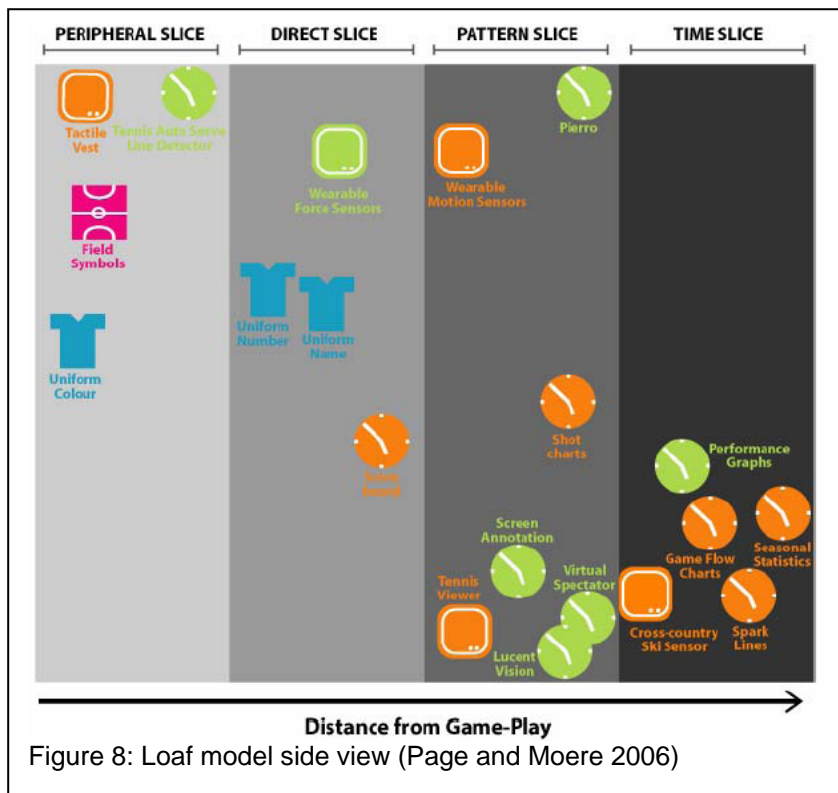 PERIPHERAL SLICE
DIRECT SLICE
PATTERN SLICE
TIME SLICE
Tactile
Vest
Tennis Auto Serve
Line Detector
Pierro
Wearable
Force Sensors
Wearable
Motion Sensors
Field
Symbols
Uniform
Number
Uniform
Name
Uniform
Colour
Shot
charts
Score
board
Performance
Graphs
Screen
Annotation
Game Flow
Charts
Seasonal
Statistics
Tennis
Viewer
Virtual
Spectator
Lucent
Vision
Cross-country
Ski Sensor
Spark
Lines
Distance from Game-Play
Figure 8: Loaf model side view (Page and Moere 2006)